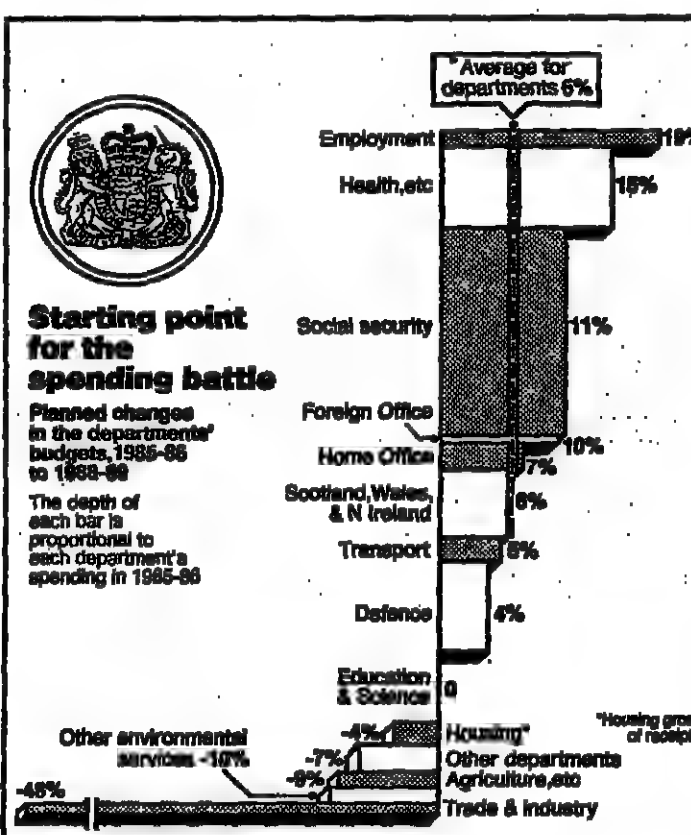 *Average for
departments 6%
Employment
19%
Health,etc
15%
Starting point
for the
spending battle
Planned changes
in the departments'
budgets, 1985-86
to 1988-89
The depth of
each bar is
proportional to
each department's
spending in 1985-86
Social security
11%
Foreign Office
10%
Home Office
7%
Scotland,Wales,
& N Ireland
6%
Transport
5%
Defence
4%
Education
& Science
0
-4%
Housing*
*Housing gross
of receipts
Other environmental
services -10%
-7%
Other departments
-9%
Agriculture,etc
-46%
Trade & Industry